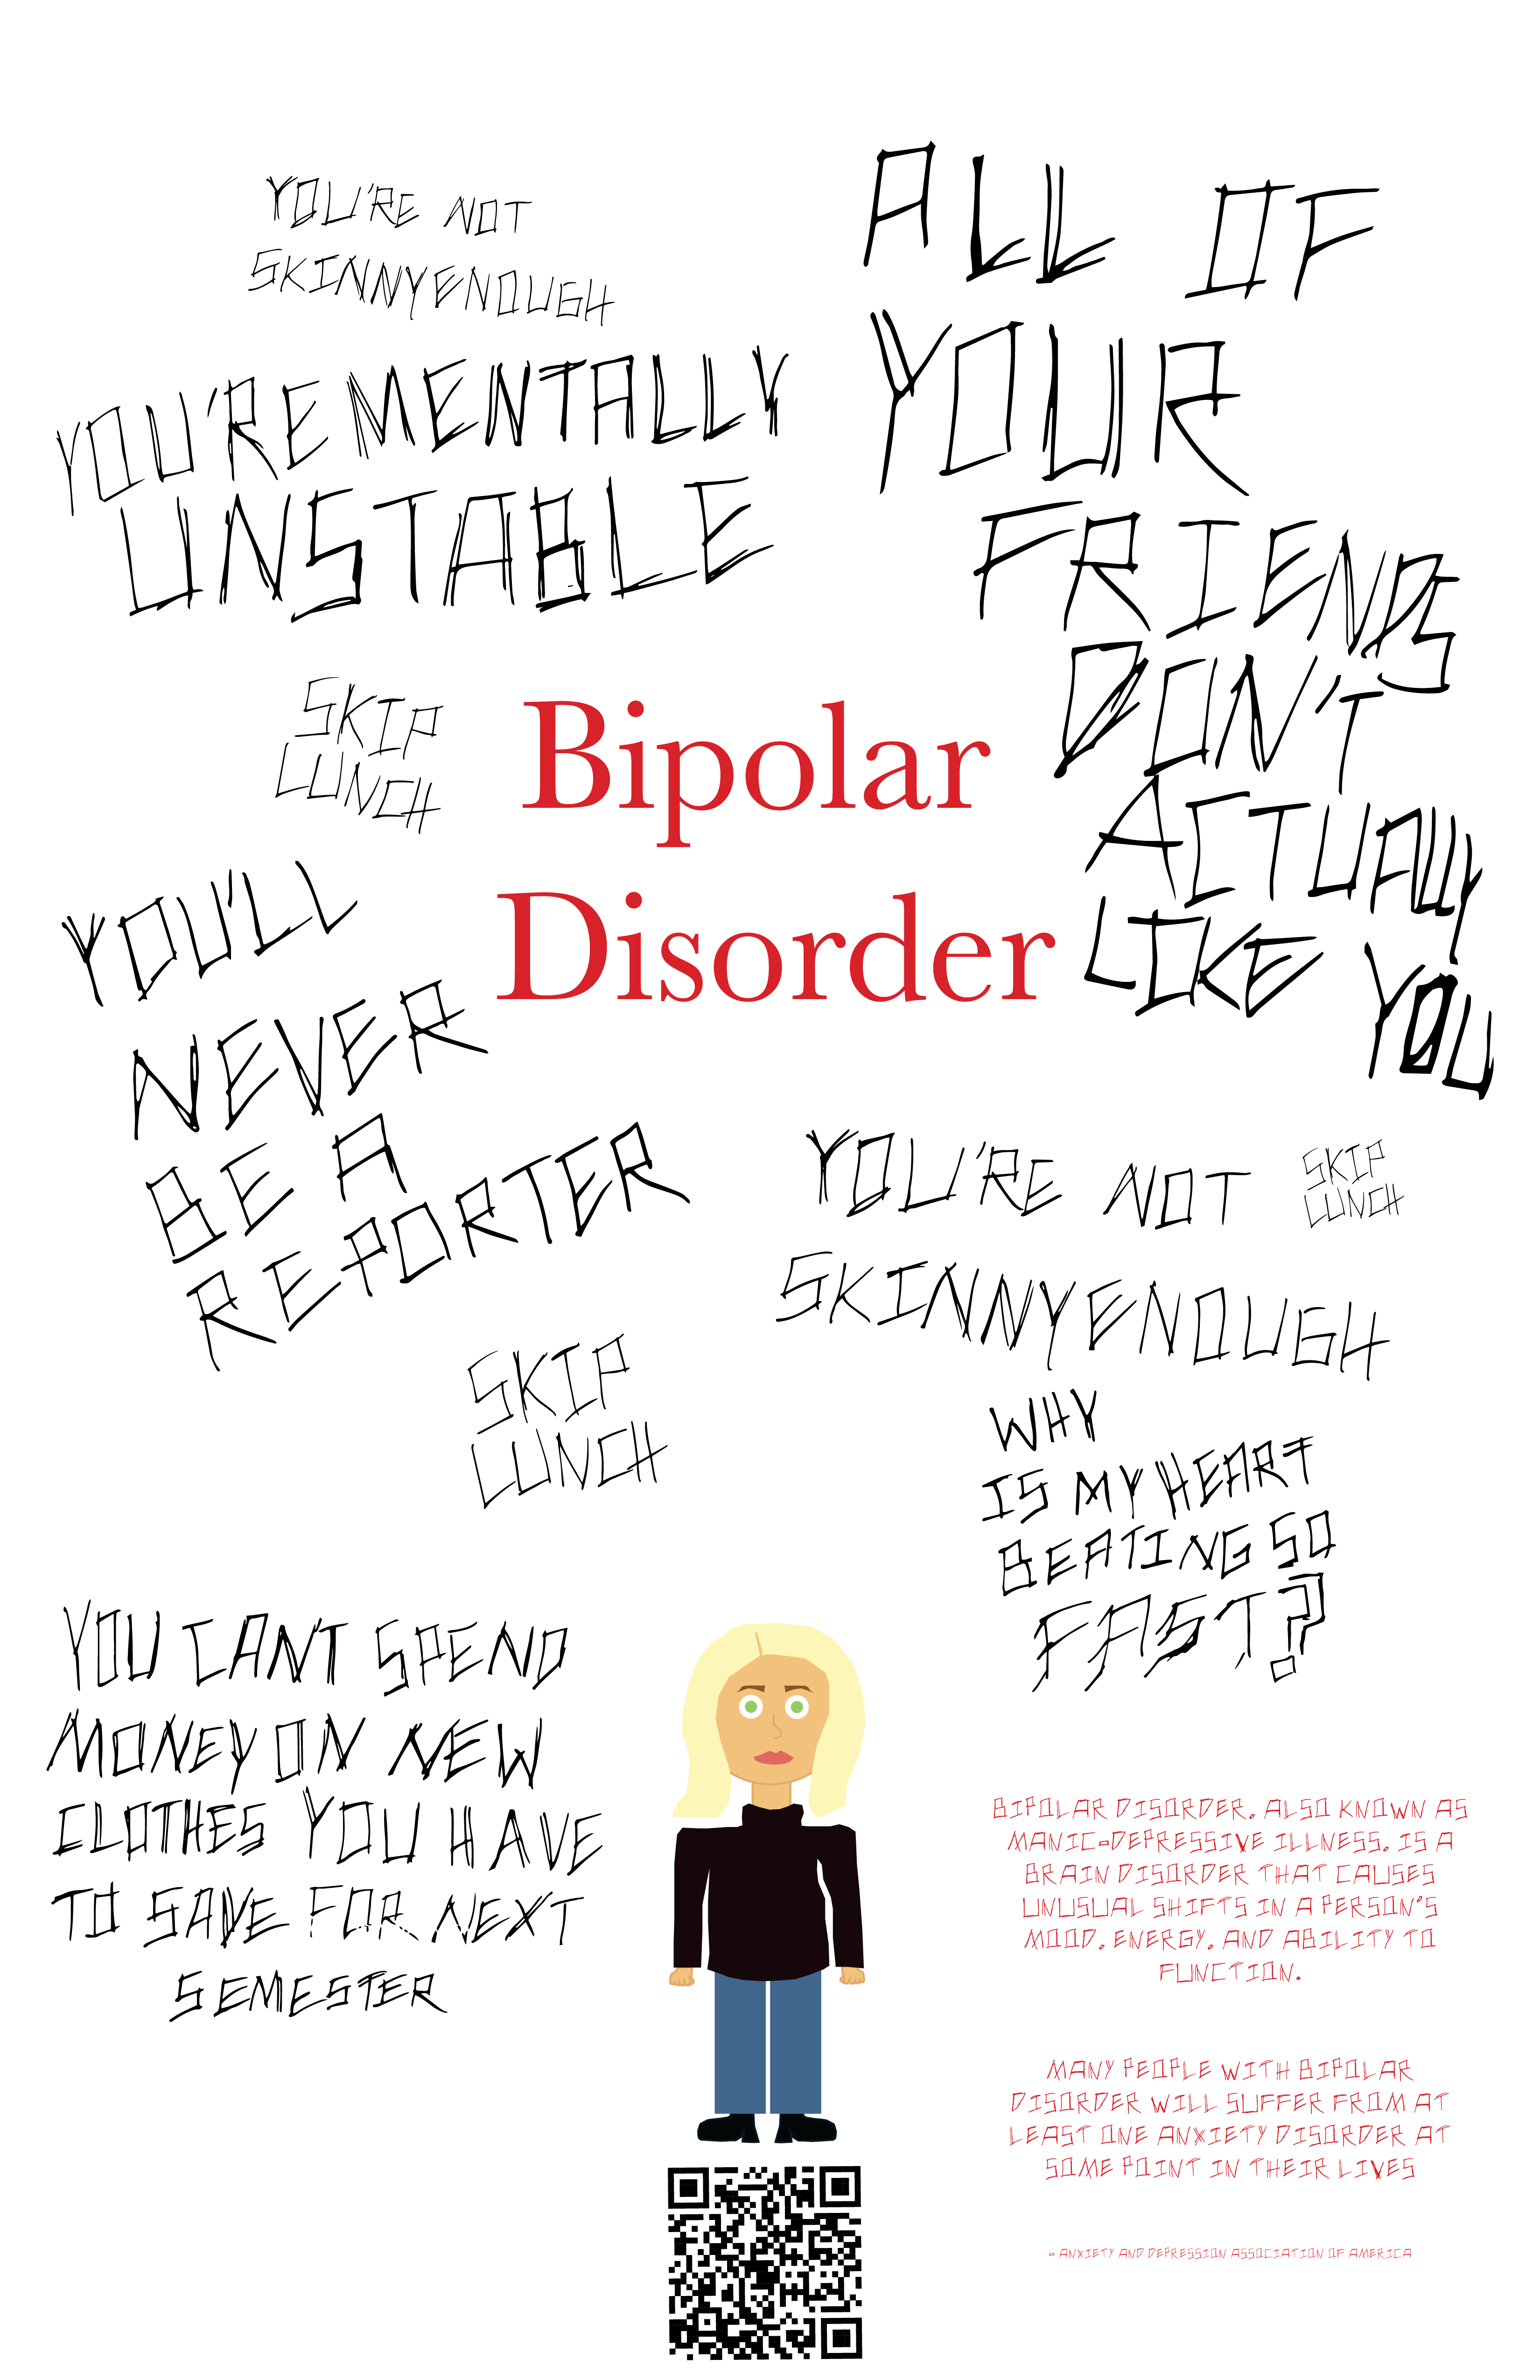 YOU'RE NOT
SKINNYENOUGH
YOU'RE MENTALLY
UNSTABLE
ALL OF
YOUR
FRIENDS
DON'T
ACTUALLY
LIKE YOU
SKIP
LUNCH
Bipolar
Disorder
YOU'LL
NEVER
BE A
REPORTER
YOU'RE NOT
SKINNYENOUGH
SKIP
LUNCH
SKIP
LUNCH
WHY
IS MY HEART
BEATING SO
FAST?
YOU CAN'T SPEND
MONEY ON NEW
CLOTHES YOU HAVE
TO SAVE FOR NEXT
SEMESTER
BIPOLAR DISORDER, ALSO KNOWN AS
MANIC-DEPRESSIVE ILLNESS, IS A
BRAIN DISORDER THAT CAUSES
UNUSUAL SHIFTS IN A PERSON'S
MOOD, ENERGY, AND ABILITY TO
FUNCTION.
MANY PEOPLE WITH BIPOLAR
DISORDER WILL SUFFER FROM AT
LEAST ONE ANXIETY DISORDER AT
SOME POINT IN THEIR LIVES
- ANXIETY AND DEPRESSION ASSOCIATION OF AMERICA